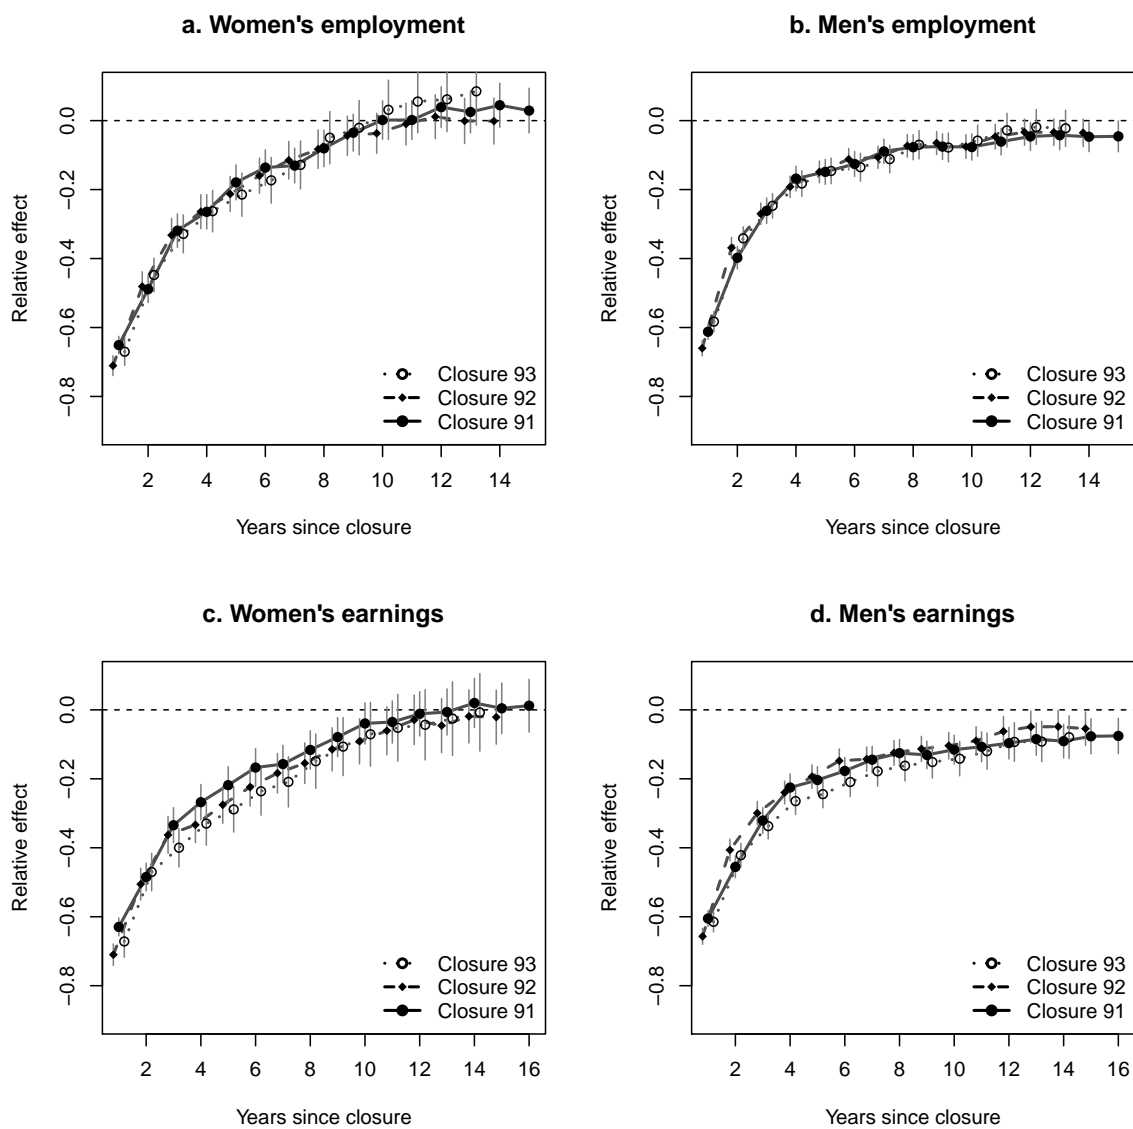 a. Women's employment
Relative effect
0.0
−0.2
−0.4
−0.6
−0.8
Closure 93
Closure 92
Closure 91
2 4 6 8 10 12 14
Years since closure
b. Men's employment
Relative effect
0.0
−0.2
−0.4
−0.6
−0.8
Closure 93
Closure 92
Closure 91
2 4 6 8 10 12 14
Years since closure
c. Women's earnings
Relative effect
0.0
−0.2
−0.4
−0.6
−0.8
Closure 93
Closure 92
Closure 91
2 4 6 8 10 12 14 16
Years since closure
d. Men's earnings
Relative effect
0.0
−0.2
−0.4
−0.6
−0.8
Closure 93
Closure 92
Closure 91
2 4 6 8 10 12 14 16
Years since closure